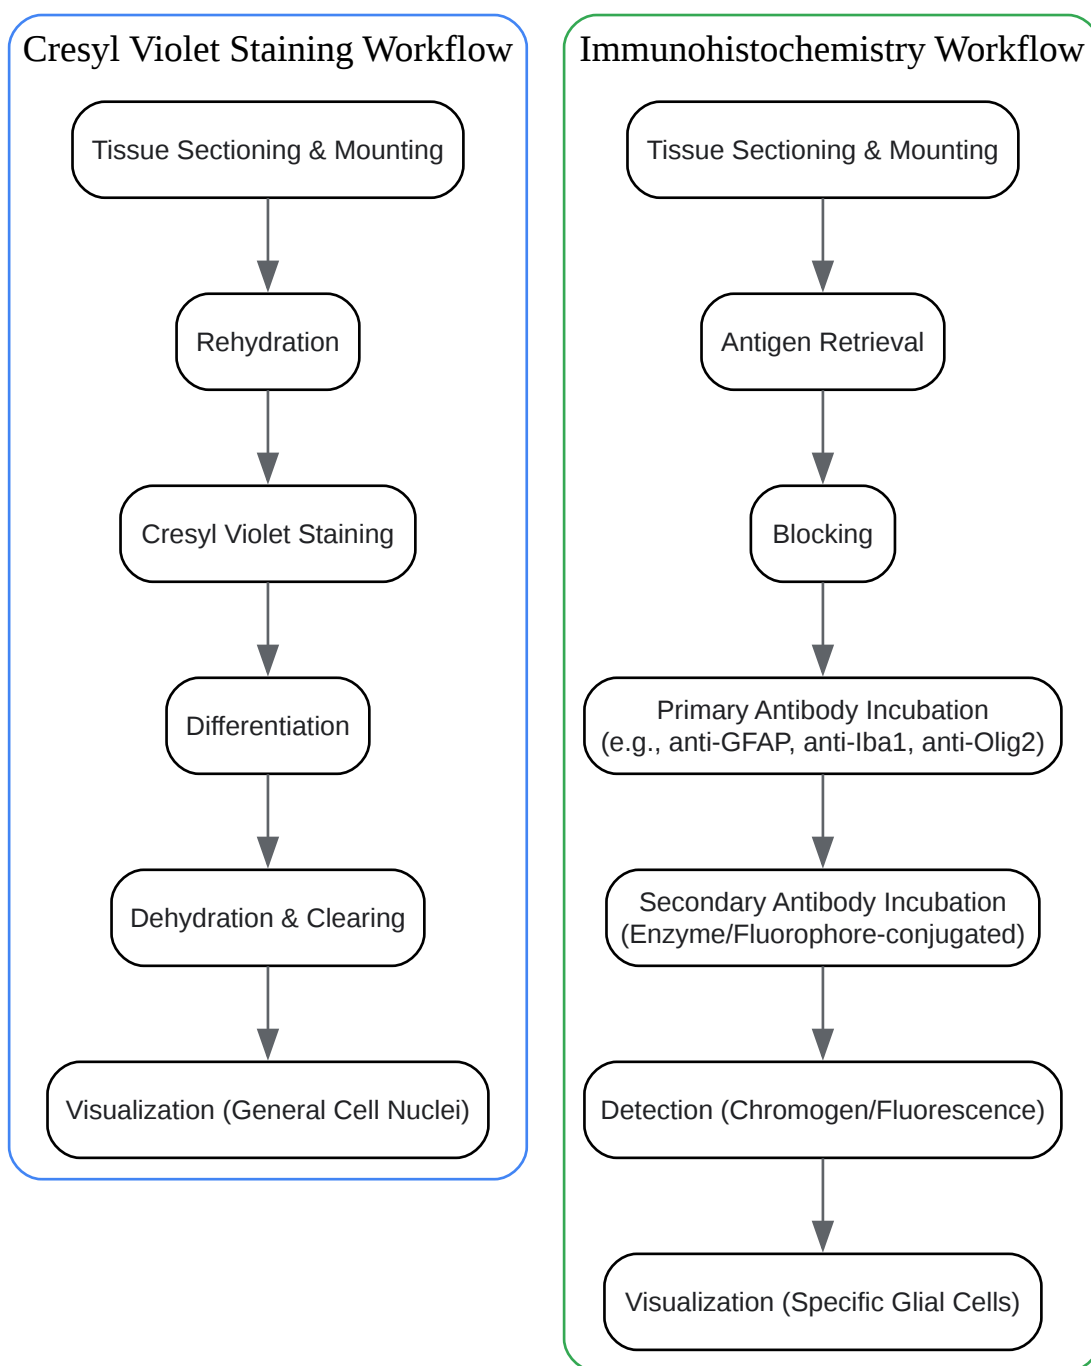 Cresyl Violet Staining Workflow
Tissue Sectioning & Mounting
Rehydration
Cresyl Violet Staining
Differentiation
Dehydration & Clearing
Visualization (General Cell Nuclei)
Immunohistochemistry Workflow
Tissue Sectioning & Mounting
Antigen Retrieval
Blocking
Primary Antibody Incubation
(e.g., anti-GFAP, anti-Iba1, anti-Olig2)
Secondary Antibody Incubation
(Enzyme/Fluorophore-conjugated)
Detection (Chromogen/Fluorescence)
Visualization (Specific Glial Cells)